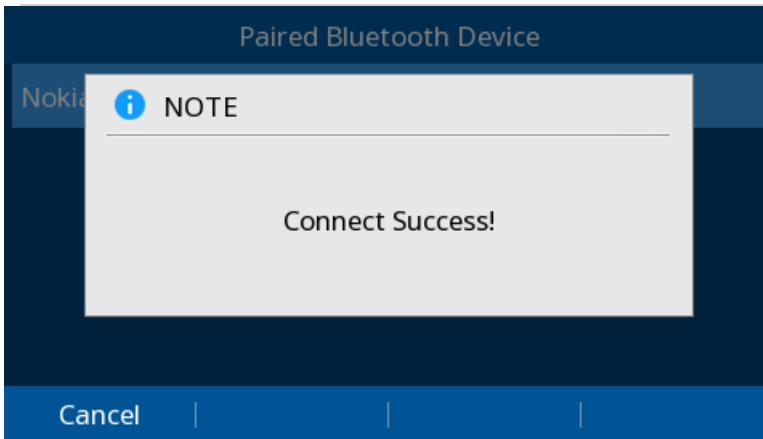 Paired Bluetooth Device
Nokia
NOTE
Connect Success!
Cancel